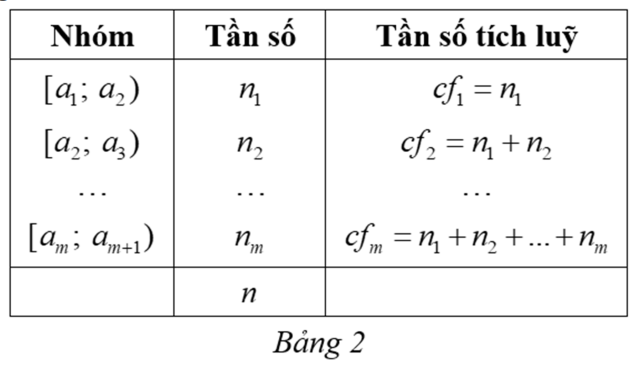 Nhóm Tần số Tần số tích luỹ
[a₁; a₂) n₁ cf₁ = n₁
[a₂; a₃) n₂ cf₂ = n₁ + n₂
… … …
[aₘ; aₘ₊₁) nₘ cfₘ = n₁ + n₂ + ... + nₘ
n
Bảng 2